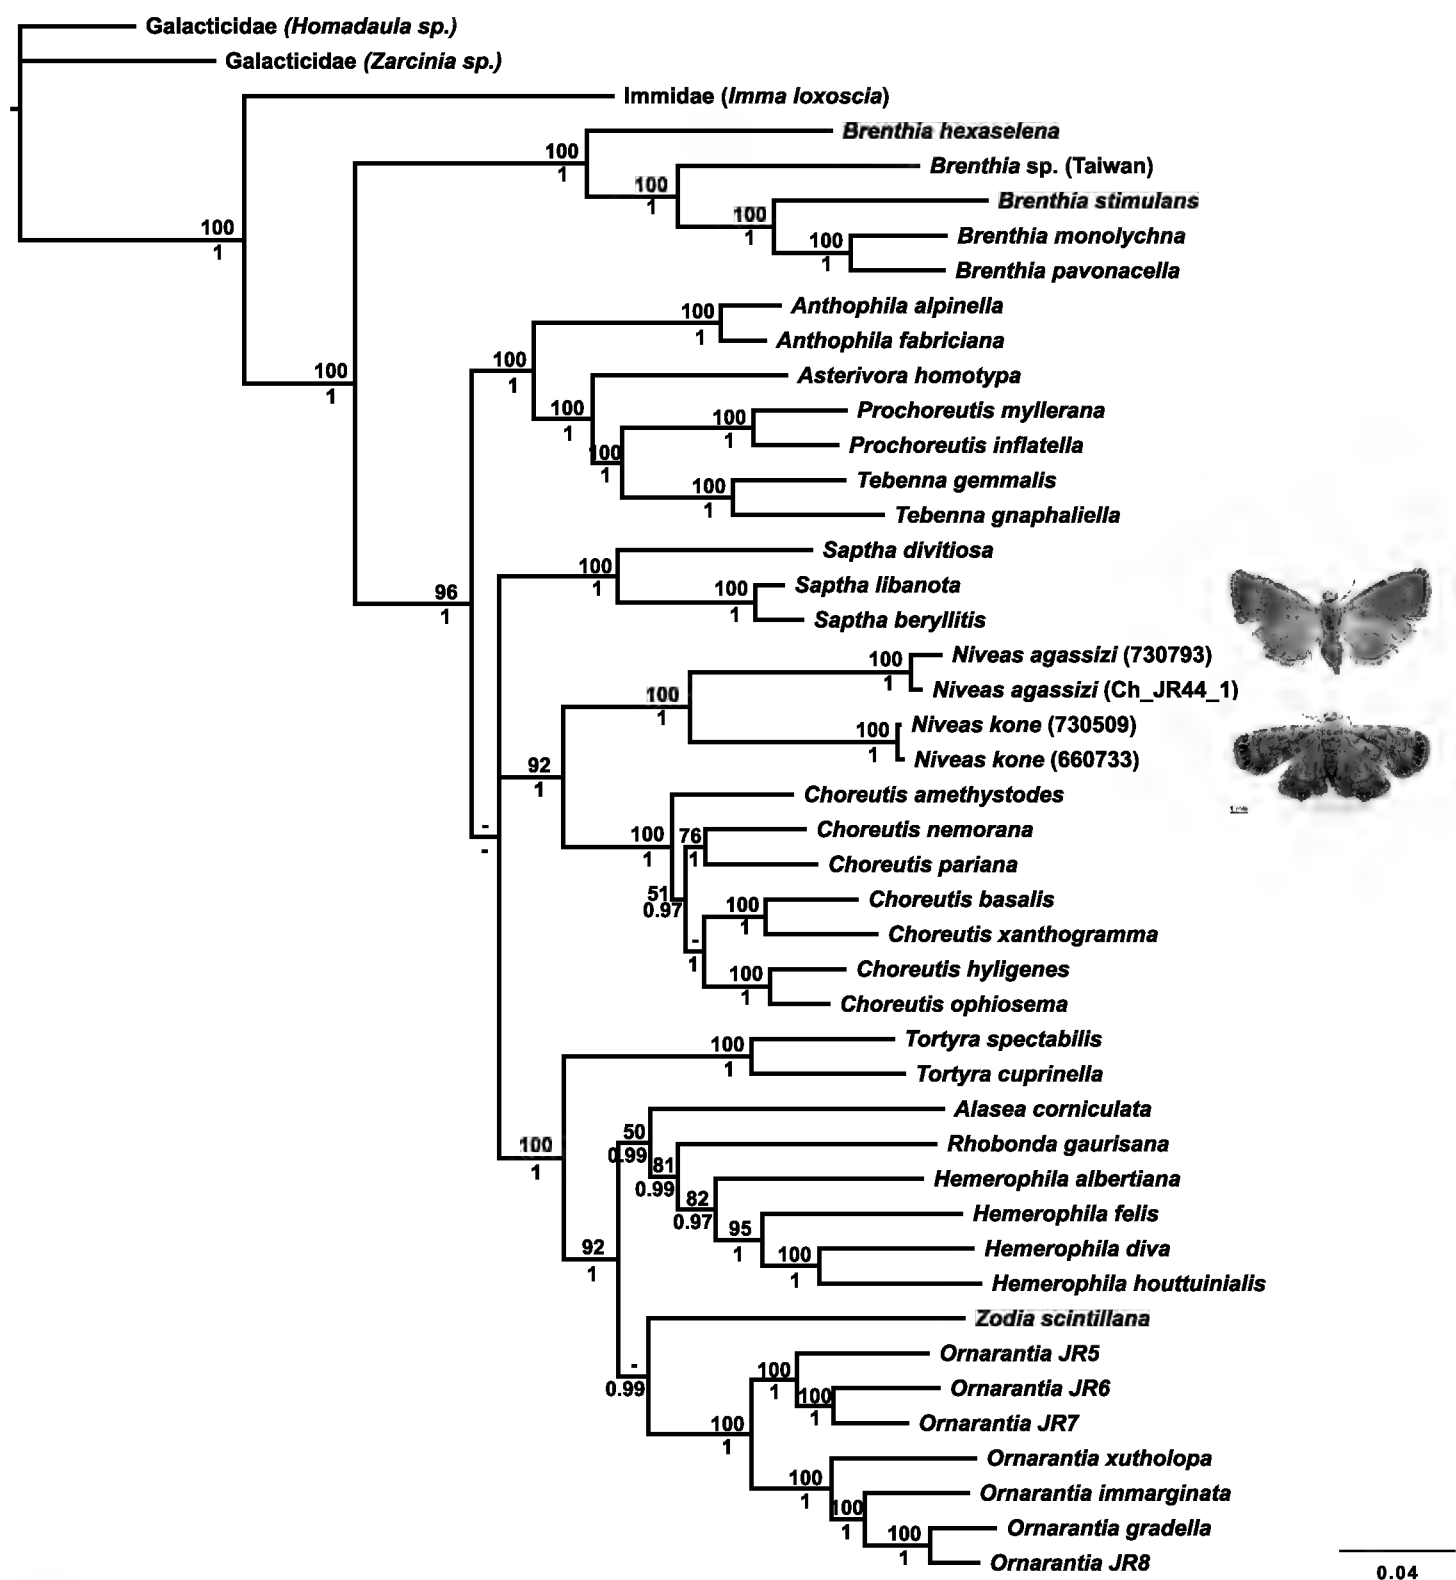 Galacticidae (Homadaula sp.)
Galacticidae (Zarcinia sp.)
Immidae (Imma loxoscia)
Brenthia hexaselena
100
1
Brenthia sp. (Taiwan)
100
1
Brenthia stimulans
100
1
Brenthia monolychna
100
1
100
1
Brenthia pavonacella
Anthophila alpinella
100
1
Anthophila fabriciana
100
1
100
1
Asterivora homotypa
100
1
Prochoreutis myllerana
100
1
Prochoreutis inflatella
100
1
Tebenna gemmalis
100
1
Tebenna gnaphaliella
Saptha divitiosa
100
1
Saptha libanota
100
1
96
1
Saptha beryllitis
Niveas agassizi (730793)
100
1
Niveas agassizi (Ch_JR44_1)
100
1
Niveas kone (730509)
100
1
Niveas kone (660733)
92
1
Choreutis amethystodes
100
1
Choreutis nemorana
76
1
-
-
Choreutis pariana
51
0.97
Choreutis basalis
100
1
Choreutis xanthogramma
-
1
Choreutis hyligenes
100
1
Choreutis ophiosema
Tortyra spectabilis
100
1
Tortyra cuprinella
Alasea corniculata
50
0.99
100
1
Rhobonda gaurisana
81
0.99
Hemerophila albertiana
82
0.97
Hemerophila felis
95
1
Hemerophila diva
92
1
100
1
Hemerophila houttuinialis
Zodia scintillana
-
0.99
Ornarantia JR5
100
1
Ornarantia JR6
100
1
Ornarantia JR7
100
1
Ornarantia xutholopa
100
1
Ornarantia immarginata
100
1
Ornarantia gradella
100
1
Ornarantia JR8
0.04